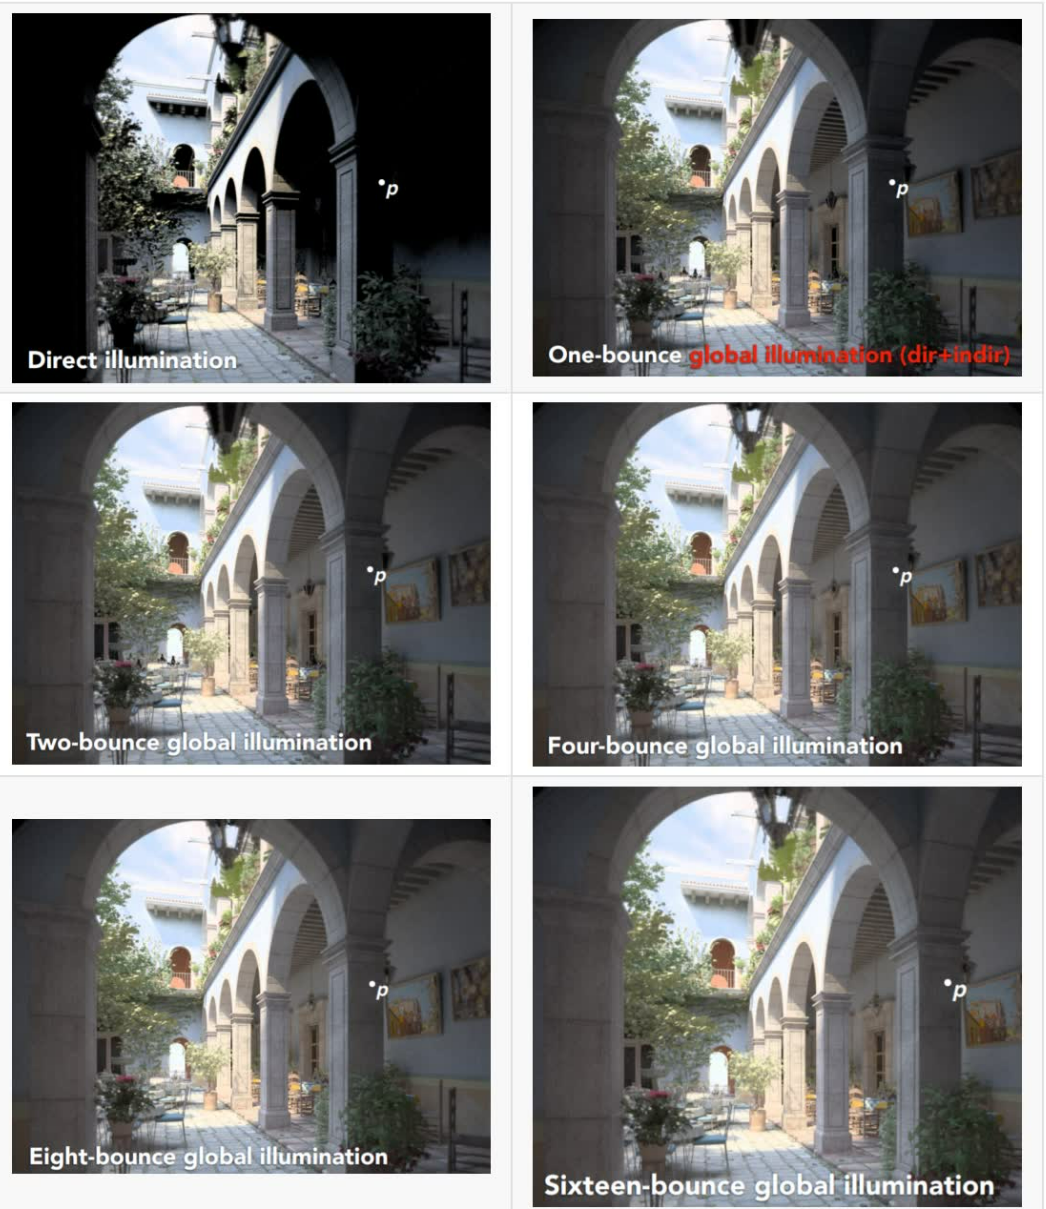 p
Direct illumination
p
One-bounce global illumination (dir+indir)
p
Two-bounce global illumination
p
Four-bounce global illumination
p
Eight-bounce global illumination
p
Sixteen-bounce global illumination